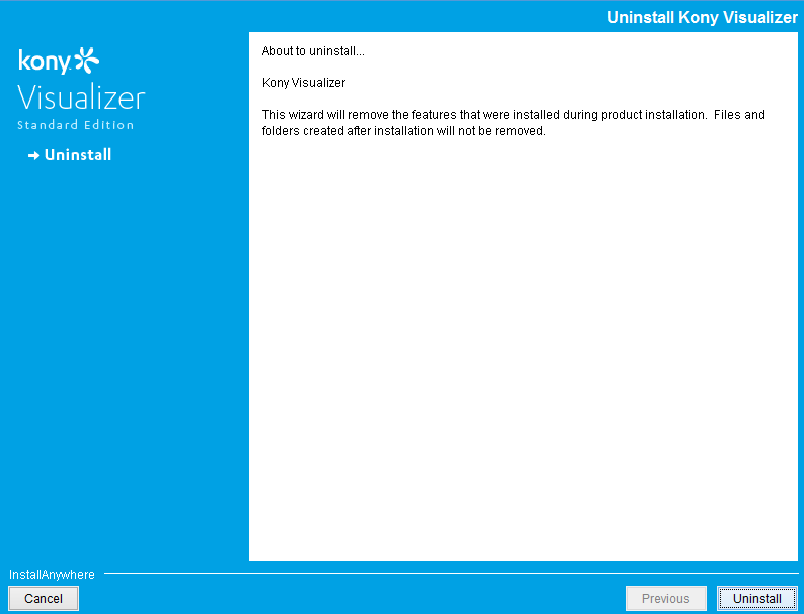 Uninstall Kony Visualizer
kony
Visualizer
Standard Edition
Uninstall
About to uninstall...
Kony Visualizer
This wizard will remove the features that were installed during product installation. Files and
folders created after installation will not be removed.
InstallAnywhere
Cancel
Previous
Uninstall